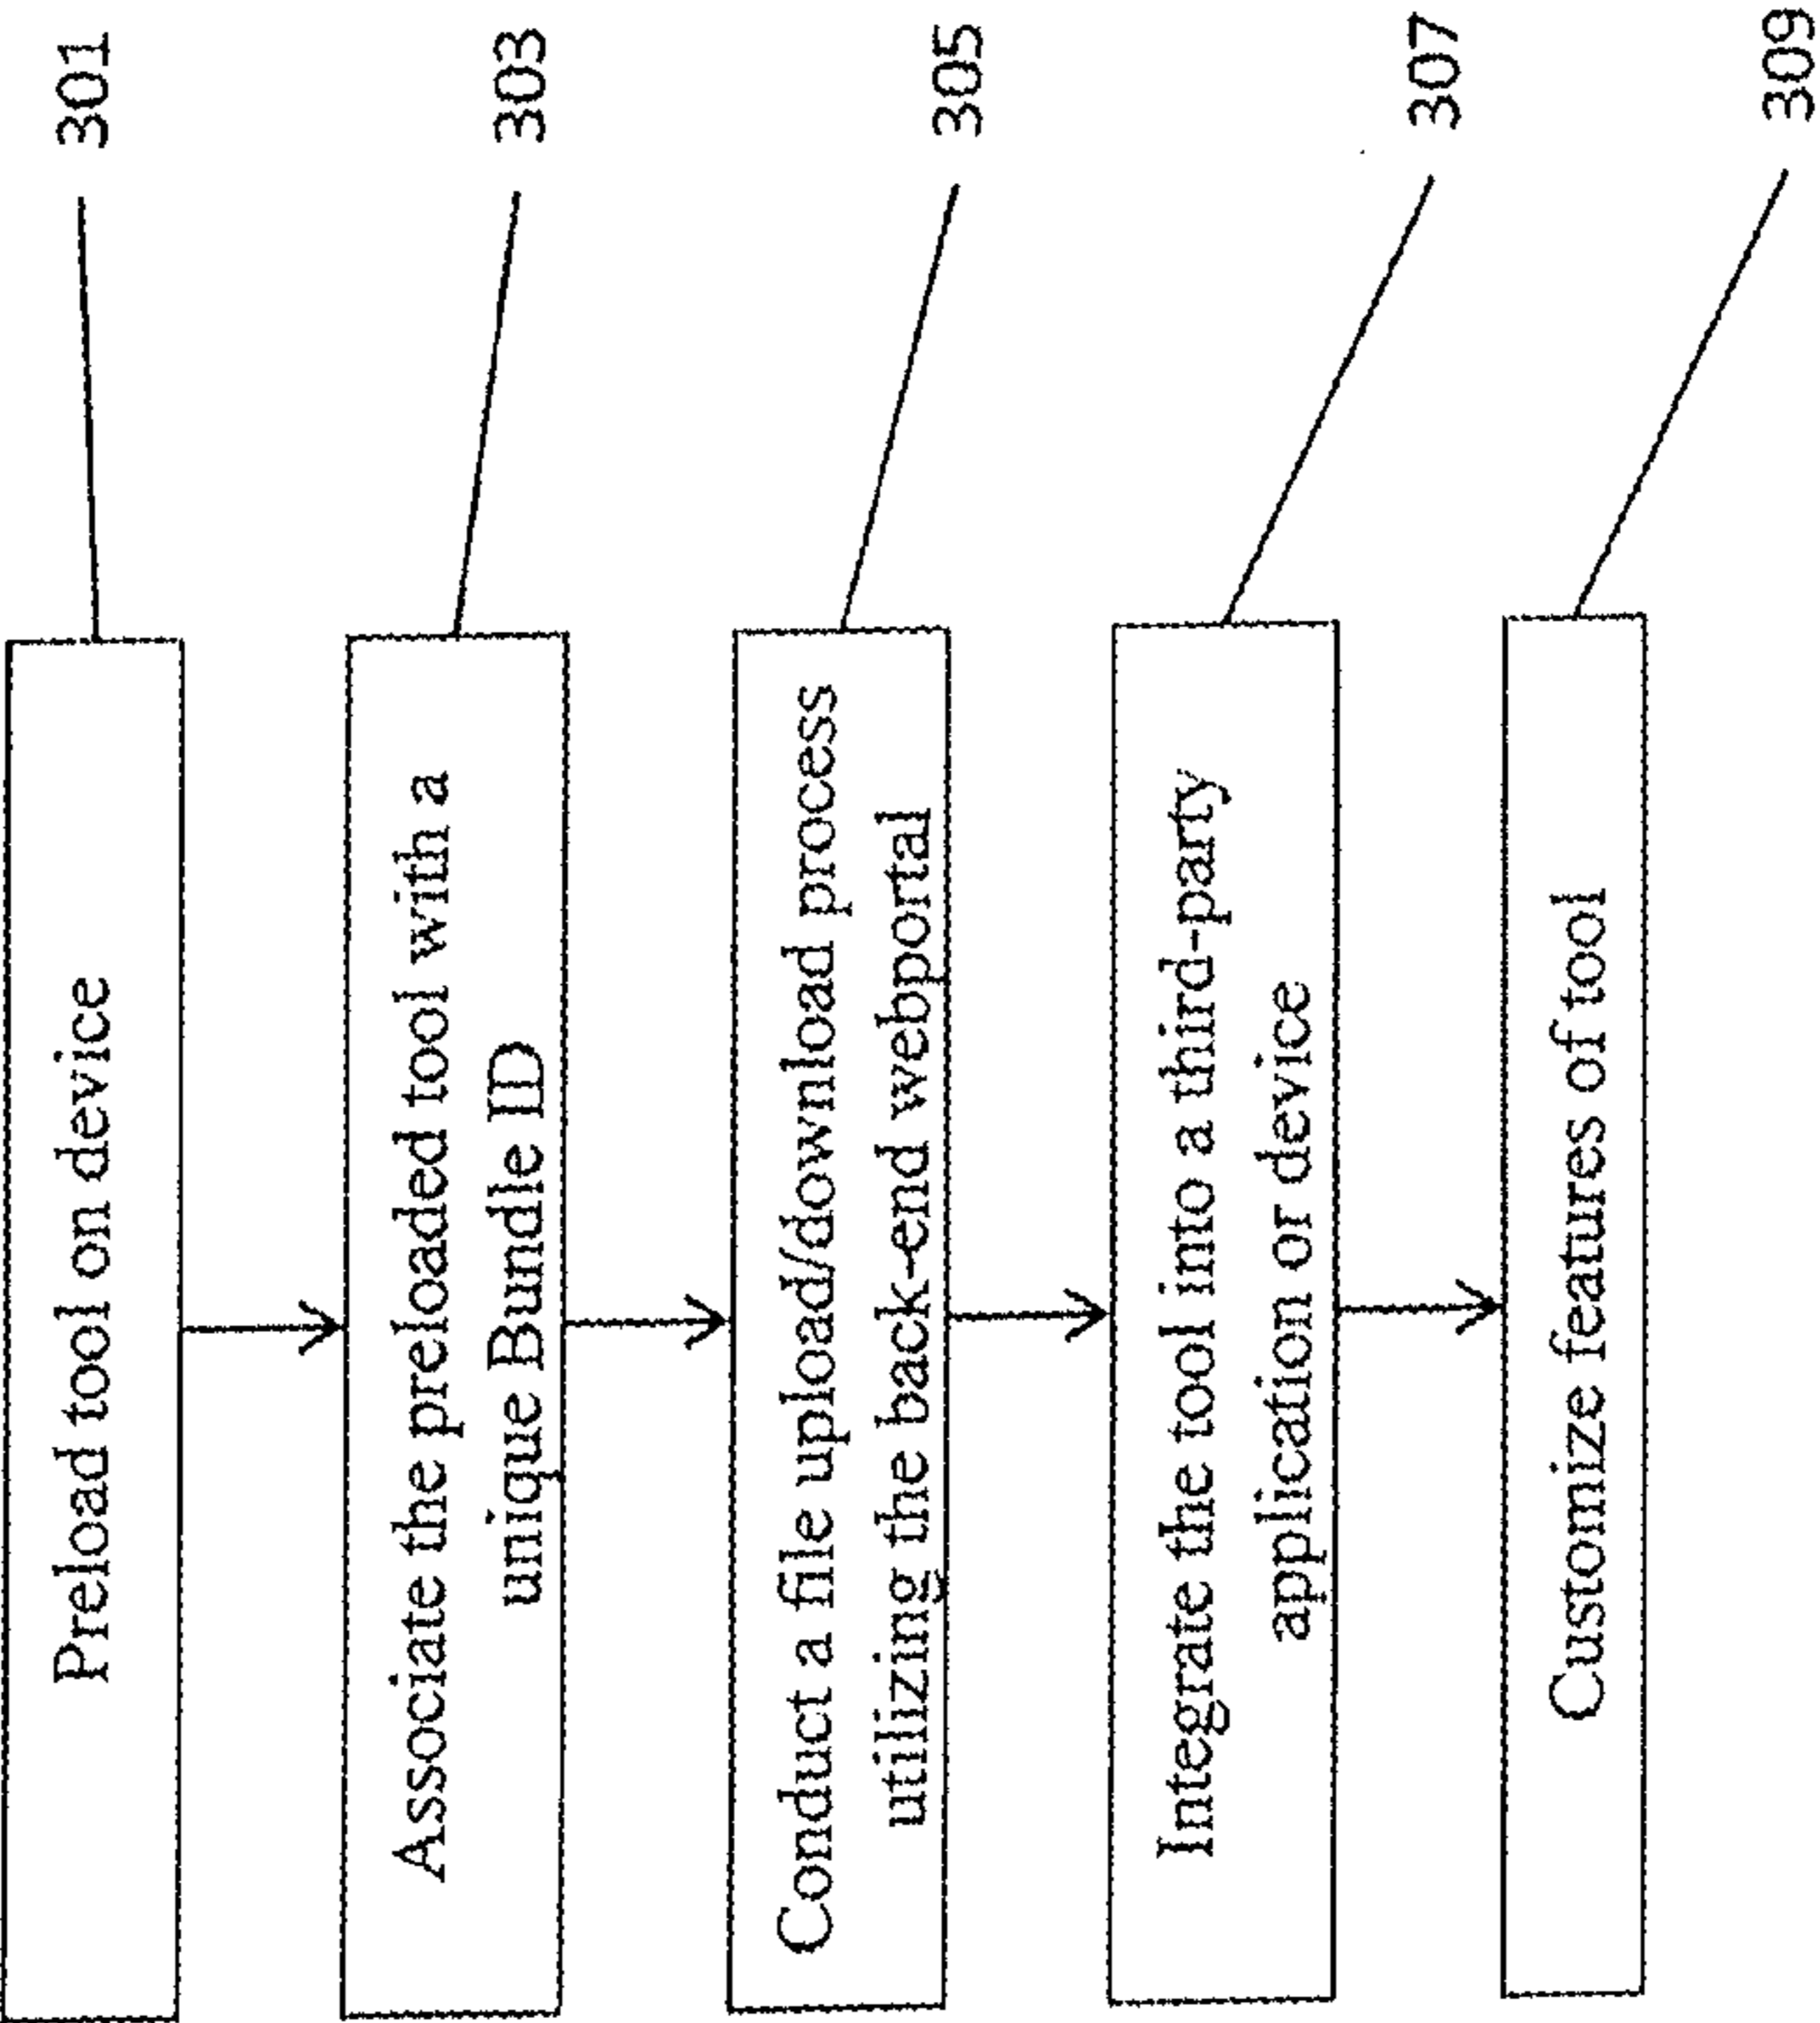 Preload tool on device
301
Associate the preloaded tool with a
unique Bundle ID
303
Conduct a file upload/download process
utilizing the back-end webportal
305
Integrate the tool into a third-party
application or device
307
Customize features of tool
309